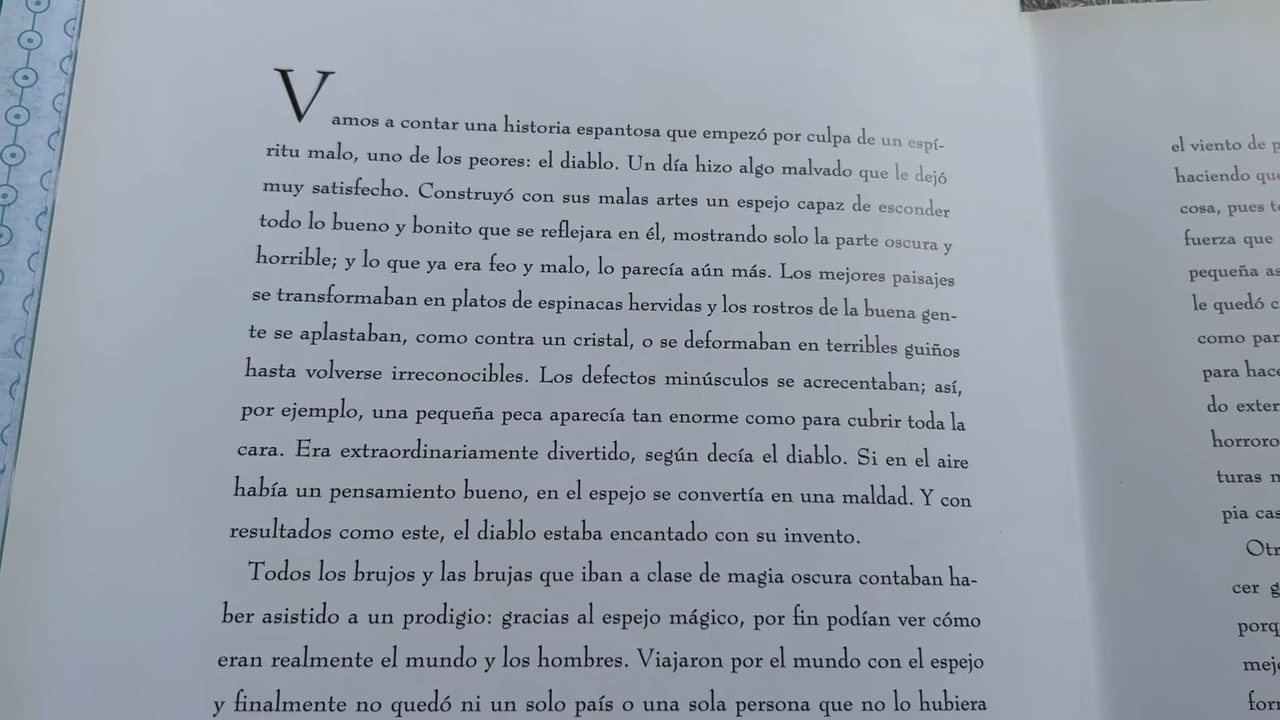 Vamos a contar una historia espantosa que empezó por culpa de un espí-
ritu malo, uno de los peores: el diablo. Un día hizo algo malvado que le dejó
muy satisfecho. Construyó con sus malas artes un espejo capaz de esconder
todo lo bueno y bonito que se reflejara en él, mostrando solo la parte oscura y
horrible; y lo que ya era feo y malo, lo parecía aún más. Los mejores paisajes
se transformaban en platos de espinacas hervidas y los rostros de la buena gen-
te se aplastaban, como contra un cristal, o se deformaban en terribles guiños
hasta volverse irreconocibles. Los defectos minúsculos se acrecentaban; así,
por ejemplo, una pequeña peca aparecía tan enorme como para cubrir toda la
cara. Era extraordinariamente divertido, según decía el diablo. Si en el aire
había un pensamiento bueno, en el espejo se convertía en una maldad. Y con
resultados como este, el diablo estaba encantado con su invento.
Todos los brujos y las brujas que iban a clase de magia oscura contaban ha-
ber asistido a un prodigio: gracias al espejo mágico, por fin podían ver cómo
eran realmente el mundo y los hombres. Viajaron por el mundo con el espejo
y finalmente no quedó ni un solo país o una sola persona que no lo hubiera
el viento de
haciendo
cosa, pues
fuerza que
pequeña
le quedó
como
para
do
turas
pia
cer